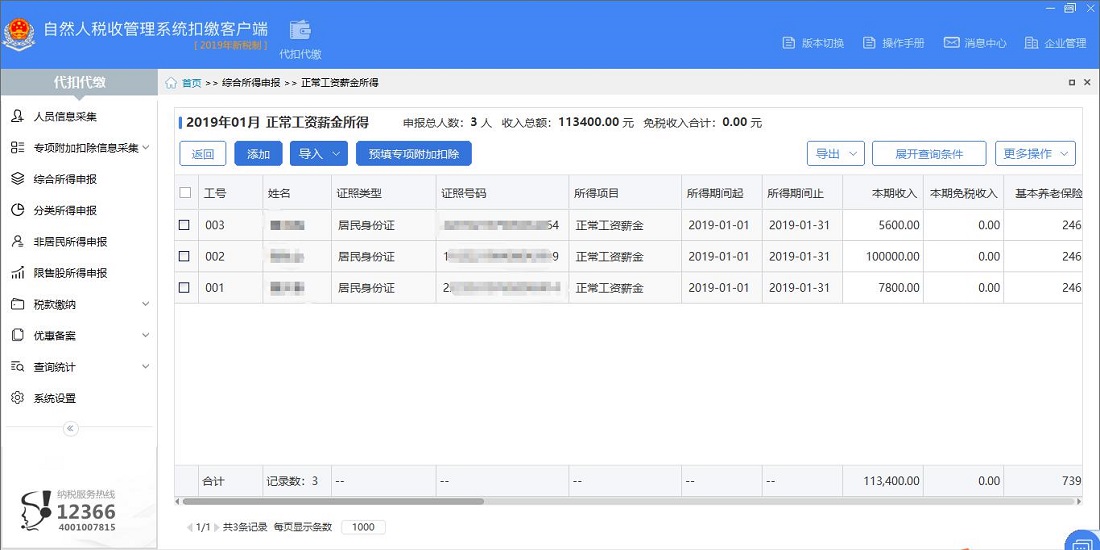 自然人税收管理系统扣缴客户端
[ 2019年新税制 ]
代扣代缴
版本切换 操作手册 消息中心 企业管理
代扣代缴
首页 >> 综合所得申报 >> 正常工资薪金所得
人员信息采集
专项附加扣除信息采集
综合所得申报
分类所得申报
非居民所得申报
限售股所得申报
税款缴纳
优惠备案
查询统计
系统设置
纳税服务热线
12366
4001007815
2019年01月 正常工资薪金所得 申报总人数: 3 人 收入总额: 113400.00 元 免税收入合计: 0.00 元
返回 添加 导入 预填专项附加扣除 导出 展开查询条件 更多操作
工号 姓名 证照类型 证照号码 所得项目 所得期间起 所得期间止 本期收入 本期免税收入 基本养老保险
003 居民身份证 64 正常工资薪金 2019-01-01 2019-01-31 5600.00 0.00 246
002 居民身份证 1 9 正常工资薪金 2019-01-01 2019-01-31 100000.00 0.00 246
001 居民身份证 2 正常工资薪金 2019-01-01 2019-01-31 7800.00 0.00 246
合计 记录数: 3 -- -- -- -- -- 113,400.00 0.00 739
1/1 共3条记录 每页显示条数 1000